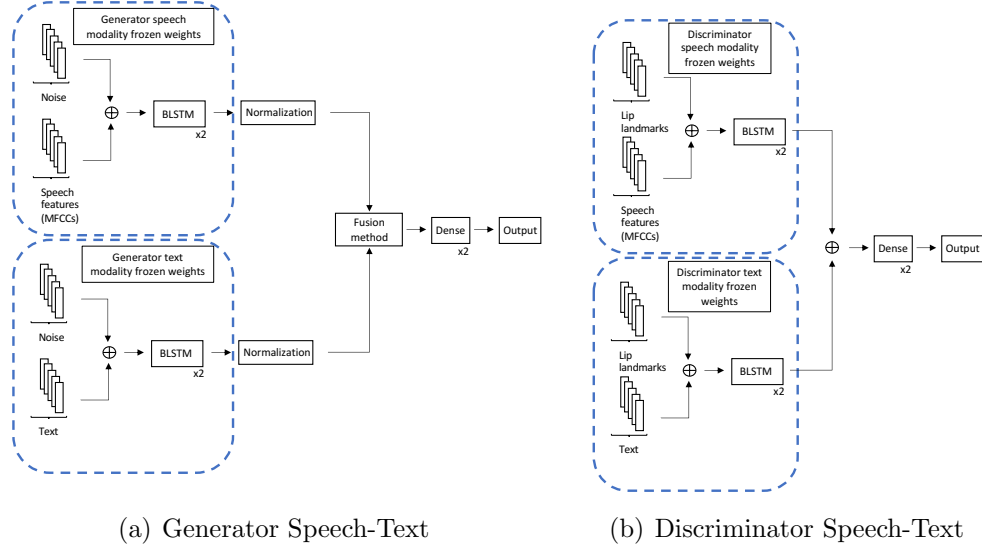 Generator speech
modality frozen weights
Noise
BLSTM
x2
Normalization
Speech
features
(MFCCs)
Fusion
method
Dense
x2
Output
Generator text
modality frozen weights
Noise
BLSTM
x2
Normalization
Text
(a) Generator Speech-Text
Discriminator
speech modality
frozen weights
Lip
landmarks
BLSTM
x2
Speech
features
(MFCCs)
Dense
x2
Output
Discriminator text
modality frozen
weights
Lip
landmarks
BLSTM
x2
Text
(b) Discriminator Speech-Text